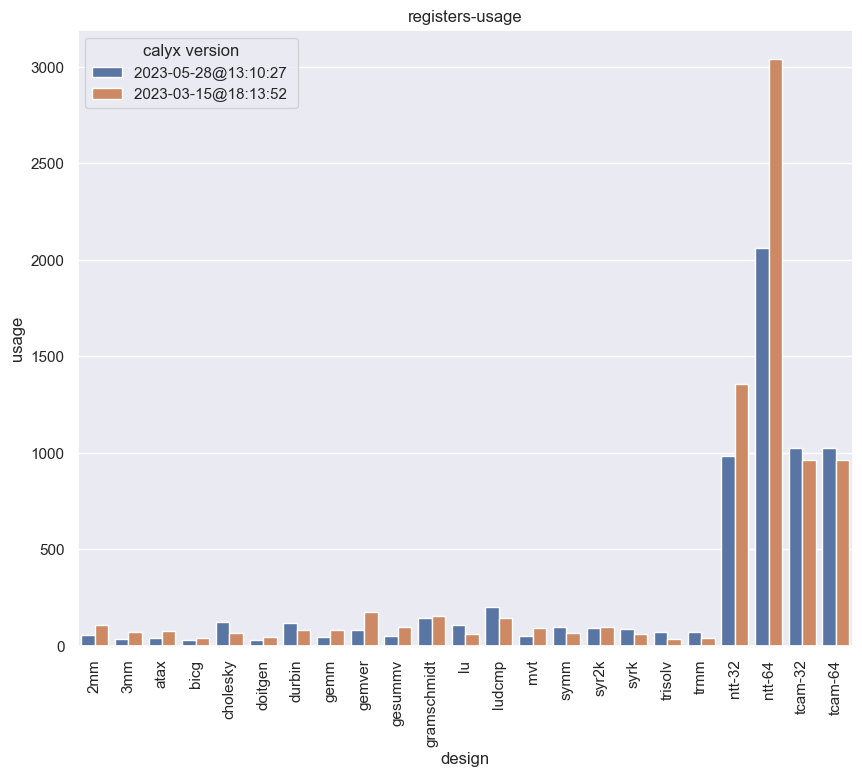 registers-usage
calyx version
2023-05-28@13:10:27
2023-03-15@18:13:52
usage
3000
2500
2000
1500
1000
500
0
2mm
3mm
atax
bicg
cholesky
doitgen
durbin
gemm
gemver
gesummv
gramschmidt
lu
ludcmp
mvt
symm
syr2k
syrk
trisolv
trmm
ntt-32
ntt-64
tcam-32
tcam-64
design